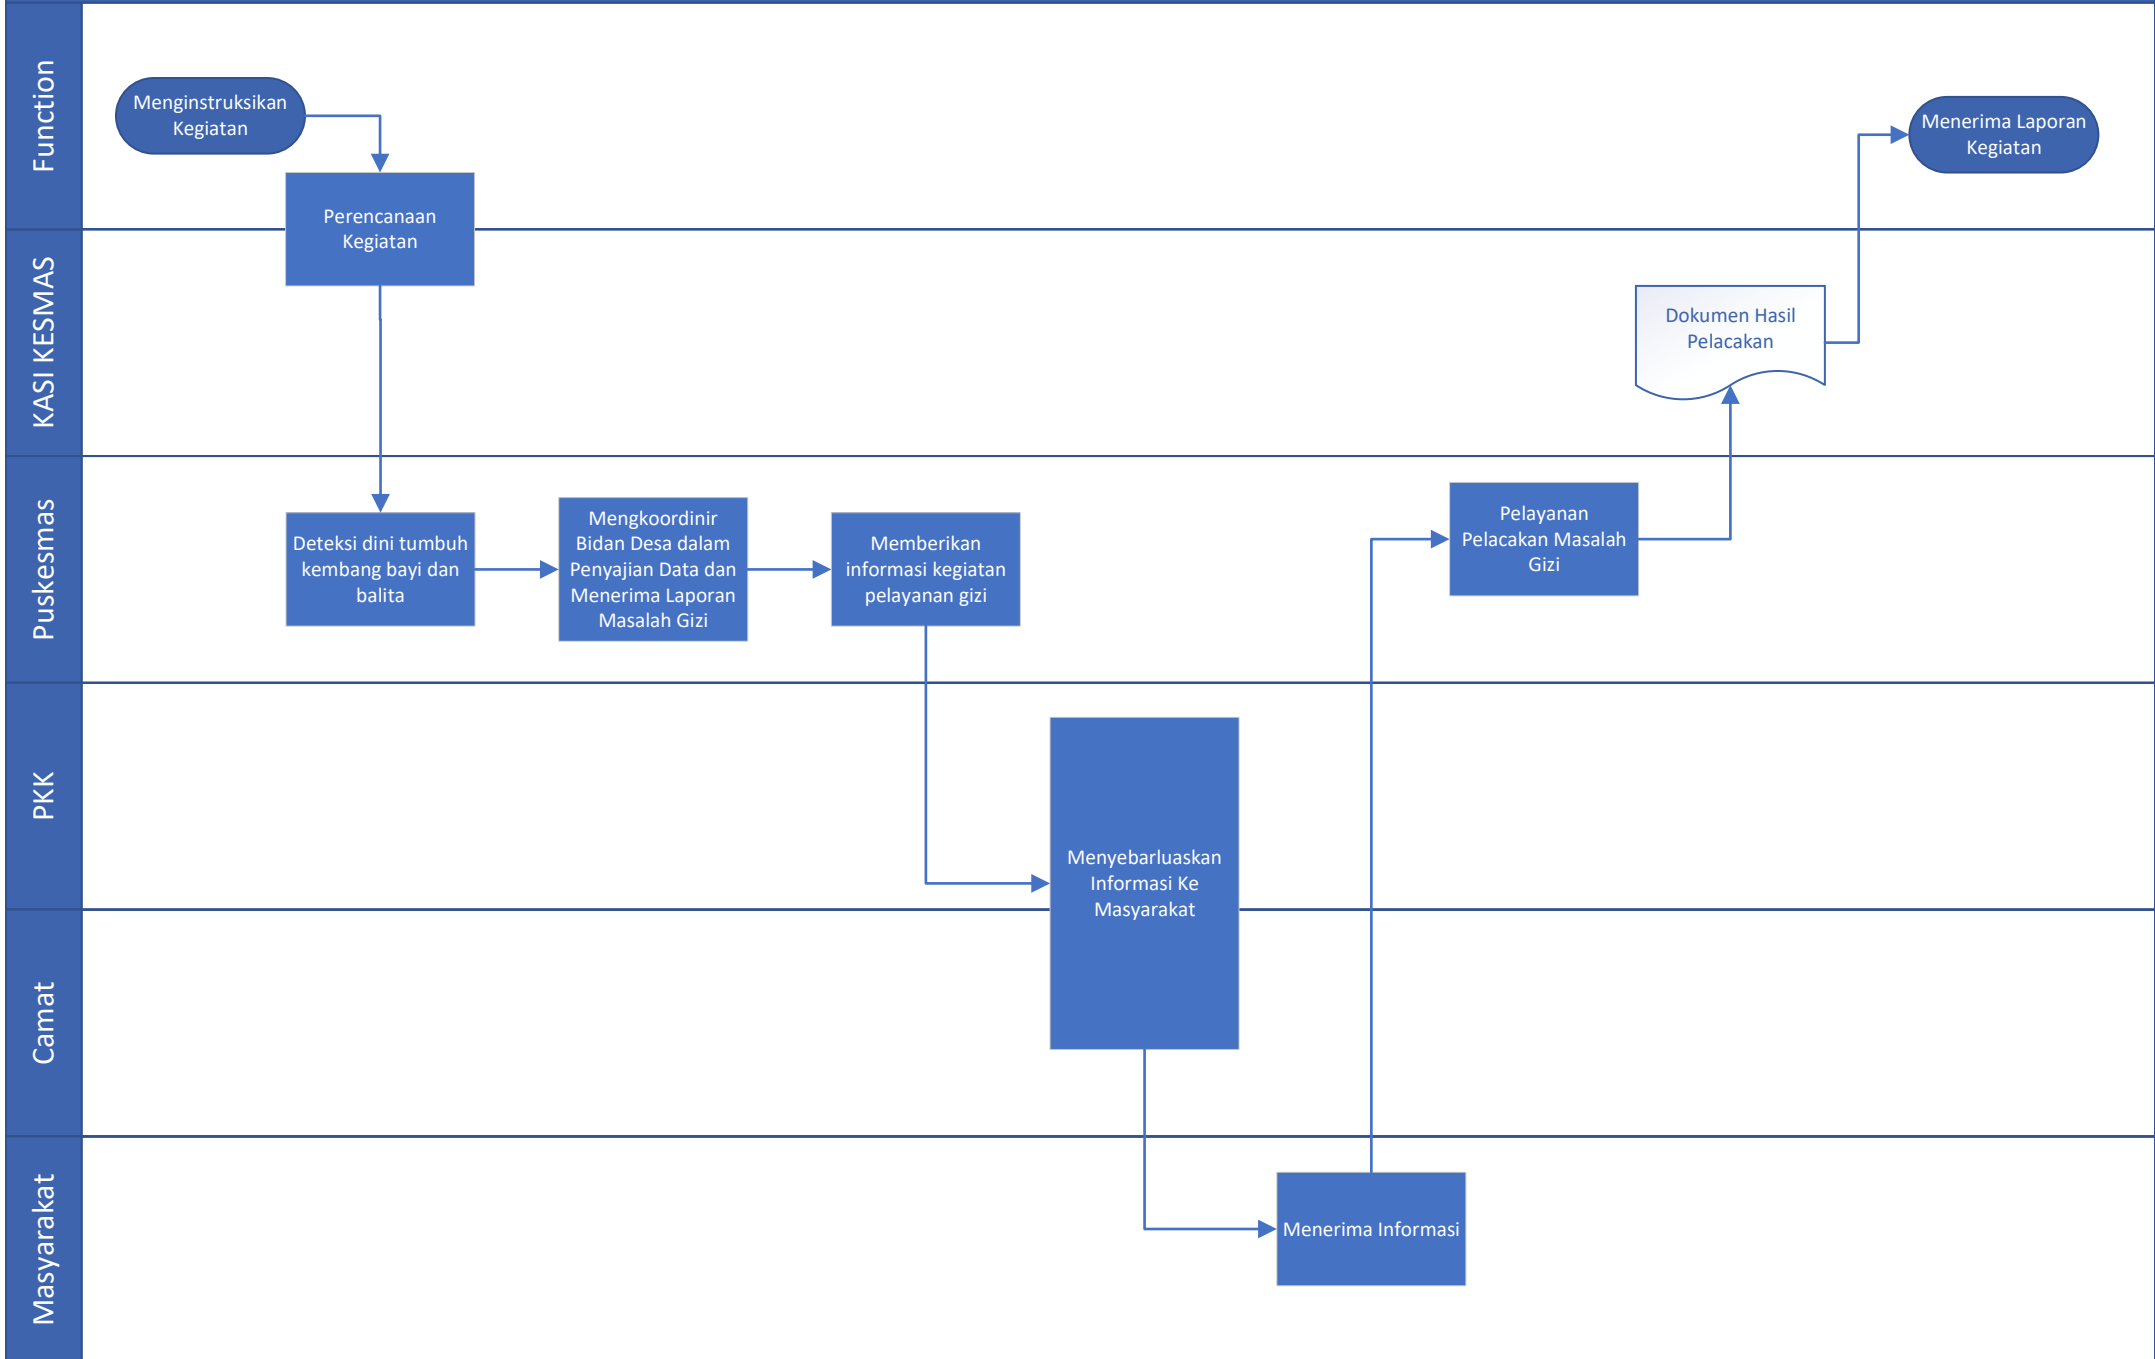 Function
Menginstruksikan
Kegiatan
Perencanaan
Kegiatan
Menerima Laporan
Kegiatan
KASI KESMAS
Dokumen Hasil
Pelacakan
Puskesmas
Deteksi dini tumbuh
kembang bayi dan
balita
Mengkoordinir
Bidan Desa dalam
Penyajian Data dan
Menerima Laporan
Masalah Gizi
Memberikan
informasi kegiatan
pelayanan gizi
Pelayanan
Pelacakan Masalah
Gizi
PKK
Menyebarluaskan
Informasi Ke
Masyarakat
Camat
Masyarakat
Menerima Informasi